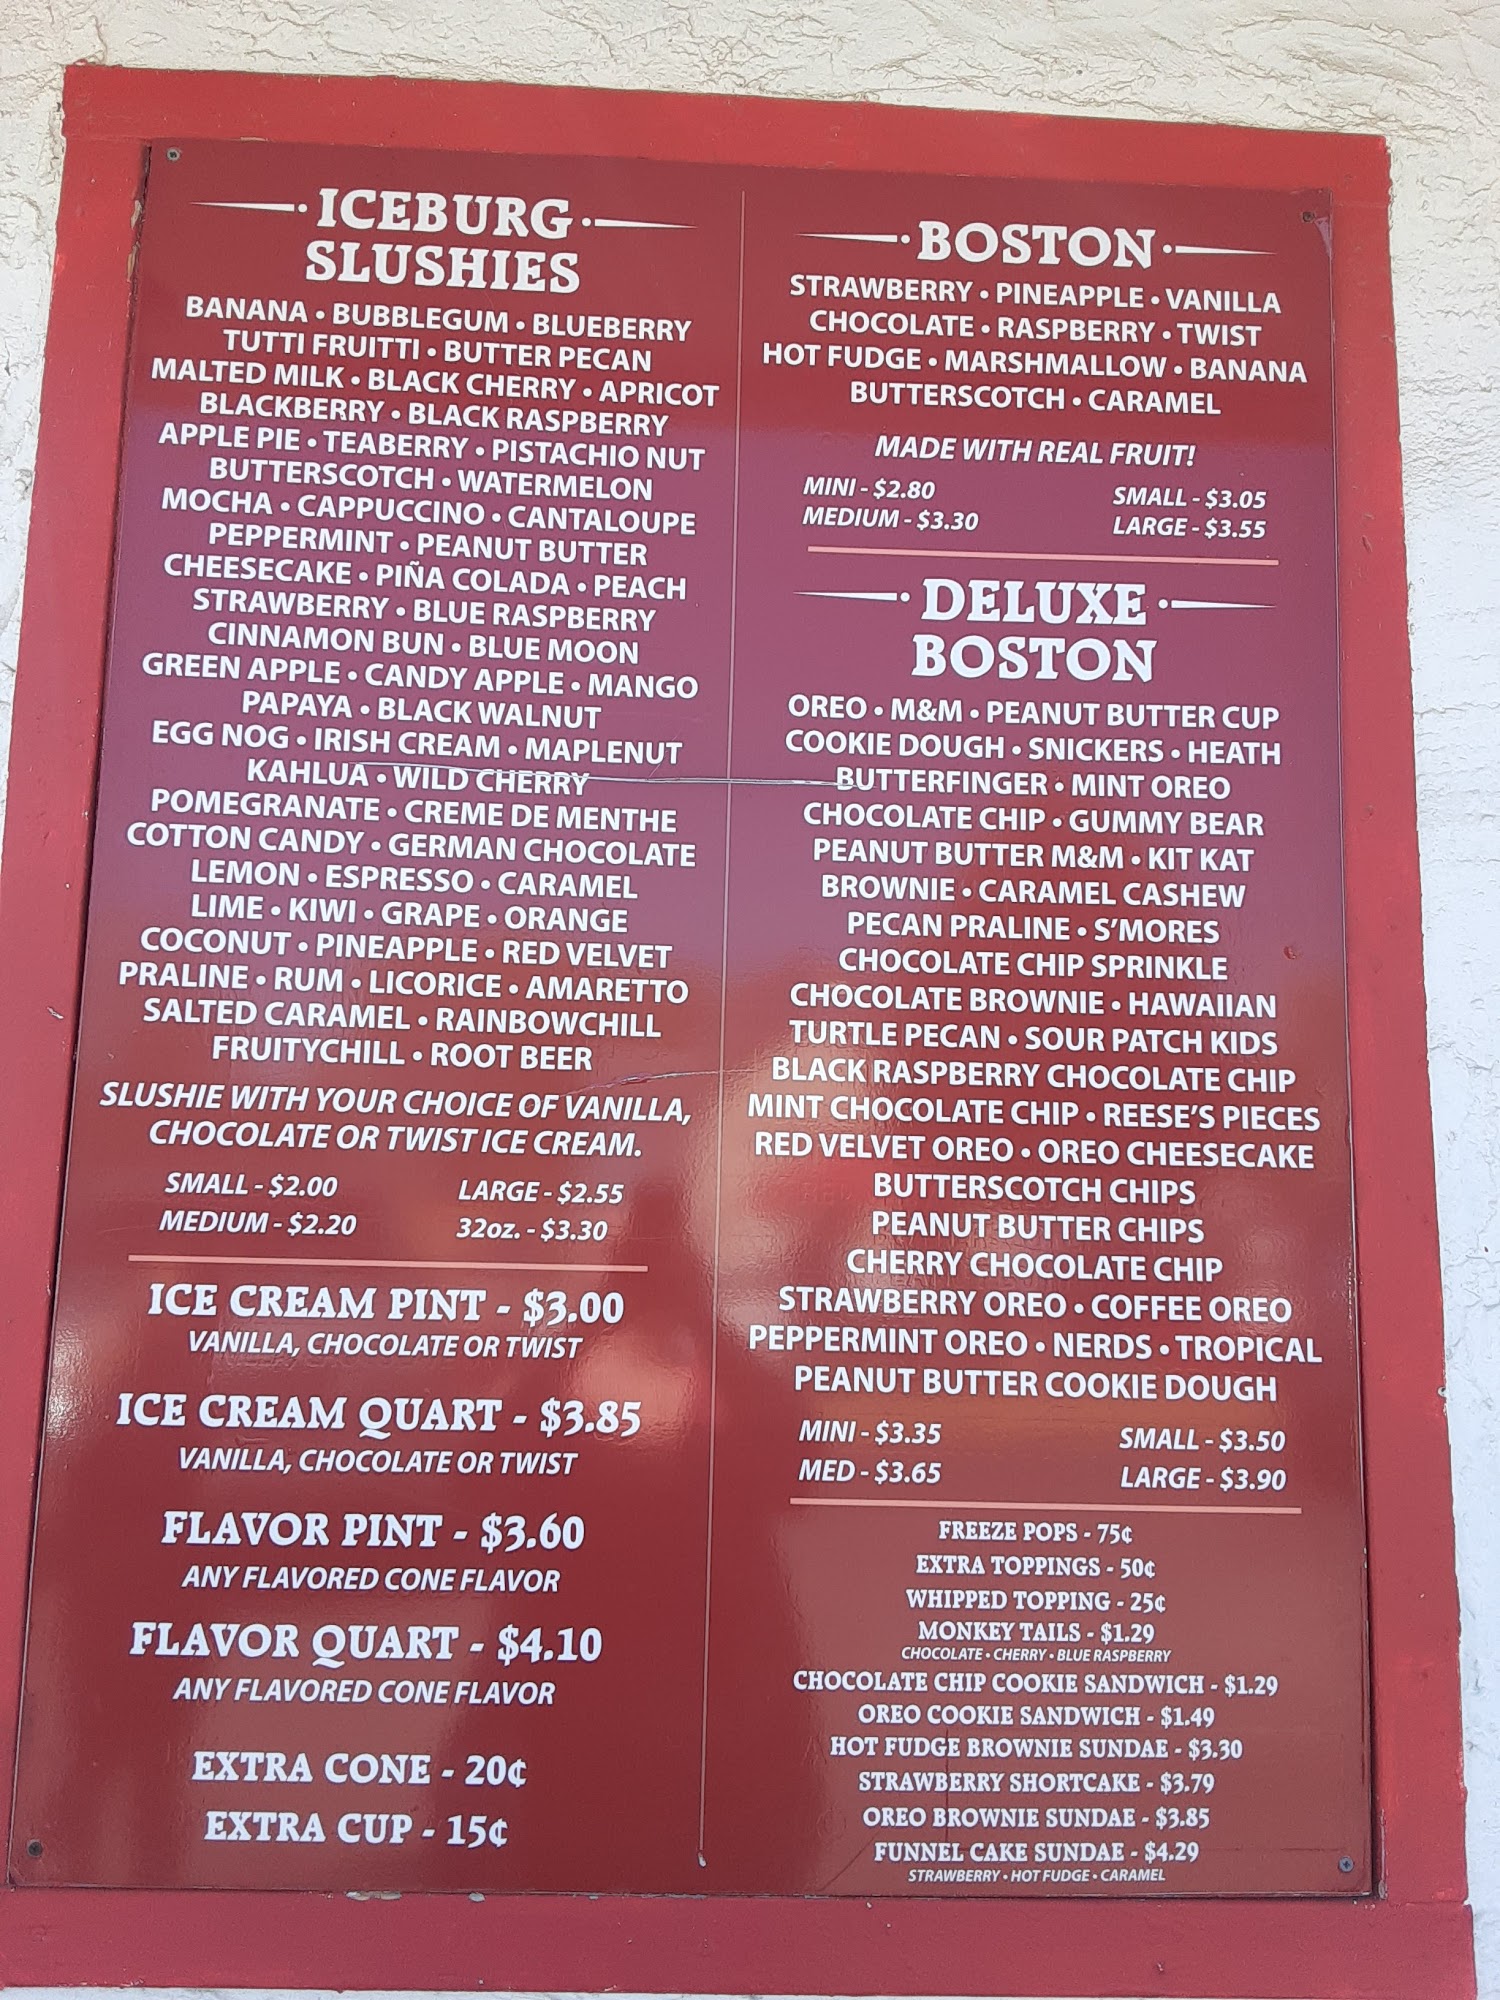 ICEBURG
SLUSHIES
BANANA • BUBBLEGUM • BLUEBERRY
TUTTI FRUITTI • BUTTER PECAN
MALTED MILK • BLACK CHERRY • APRICOT
BLACKBERRY • BLACK RASPBERRY
APPLE PIE • TEABERRY • PISTACHIO NUT
BUTTERSCOTCH • WATERMELON
MOCHA • CAPPUCCINO • CANTALOUPE
PEPPERMINT • PEANUT BUTTER
CHEESECAKE • PIÑA COLADA • PEACH
STRAWBERRY • BLUE RASPBERRY
CINNAMON BUN • BLUE MOON
GREEN APPLE • CANDY APPLE • MANGO
PAPAYA • BLACK WALNUT
EGG NOG • IRISH CREAM • MAPLENUT
KAHLUA • WILD CHERRY
POMEGRANATE • CREME DE MENTHE
COTTON CANDY • GERMAN CHOCOLATE
LEMON • ESPRESSO • CARAMEL
LIME • KIWI • GRAPE • ORANGE
COCONUT • PINEAPPLE • RED VELVET
PRALINE • RUM • LICORICE • AMARETTO
SALTED CARAMEL • RAINBOWCHILL
FRUITYCHILL • ROOT BEER
SLUSHIE WITH YOUR CHOICE OF VANILLA,
CHOCOLATE OR TWIST ICE CREAM.
SMALL - $2.00 LARGE - $2.55
MEDIUM - $2.20 32oz. - $3.30
ICE CREAM PINT - $3.00
VANILLA, CHOCOLATE OR TWIST
ICE CREAM QUART - $3.85
VANILLA, CHOCOLATE OR TWIST
FLAVOR PINT - $3.60
ANY FLAVORED CONE FLAVOR
FLAVOR QUART - $4.10
ANY FLAVORED CONE FLAVOR
EXTRA CONE - 20¢
EXTRA CUP - 15¢
BOSTON
STRAWBERRY • PINEAPPLE • VANILLA
CHOCOLATE • RASPBERRY • TWIST
HOT FUDGE • MARSHMALLOW • BANANA
BUTTERSCOTCH • CARAMEL
MADE WITH REAL FRUIT!
MINI - $2.80 SMALL - $3.05
MEDIUM - $3.30 LARGE - $3.55
DELUXE
BOSTON
OREO • M&M • PEANUT BUTTER CUP
COOKIE DOUGH • SNICKERS • HEATH
BUTTERFINGER • MINT OREO
CHOCOLATE CHIP • GUMMY BEAR
PEANUT BUTTER M&M • KIT KAT
BROWNIE • CARAMEL CASHEW
PECAN PRALINE • S'MORES
CHOCOLATE CHIP SPRINKLE
CHOCOLATE BROWNIE • HAWAIIAN
TURTLE PECAN • SOUR PATCH KIDS
BLACK RASPBERRY CHOCOLATE CHIP
MINT CHOCOLATE CHIP • REESE'S PIECES
RED VELVET OREO • OREO CHEESECAKE
BUTTERSCOTCH CHIPS
PEANUT BUTTER CHIPS
CHERRY CHOCOLATE CHIP
STRAWBERRY OREO • COFFEE OREO
PEPPERMINT OREO • NERDS • TROPICAL
PEANUT BUTTER COOKIE DOUGH
MINI - $3.35 SMALL - $3.50
MED - $3.65 LARGE - $3.90
FREEZE POPS - 75¢
EXTRA TOPPINGS - 50¢
WHIPPED TOPPING - 25¢
MONKEY TAILS - $1.29
CHOCOLATE • CHERRY • BLUE RASPBERRY
CHOCOLATE CHIP COOKIE SANDWICH - $1.29
OREO COOKIE SANDWICH - $1.49
HOT FUDGE BROWNIE SUNDAE - $3.30
STRAWBERRY SHORTCAKE - $3.79
OREO BROWNIE SUNDAE - $3.85
FUNNEL CAKE SUNDAE - $4.29
STRAWBERRY • HOT FUDGE • CARAMEL